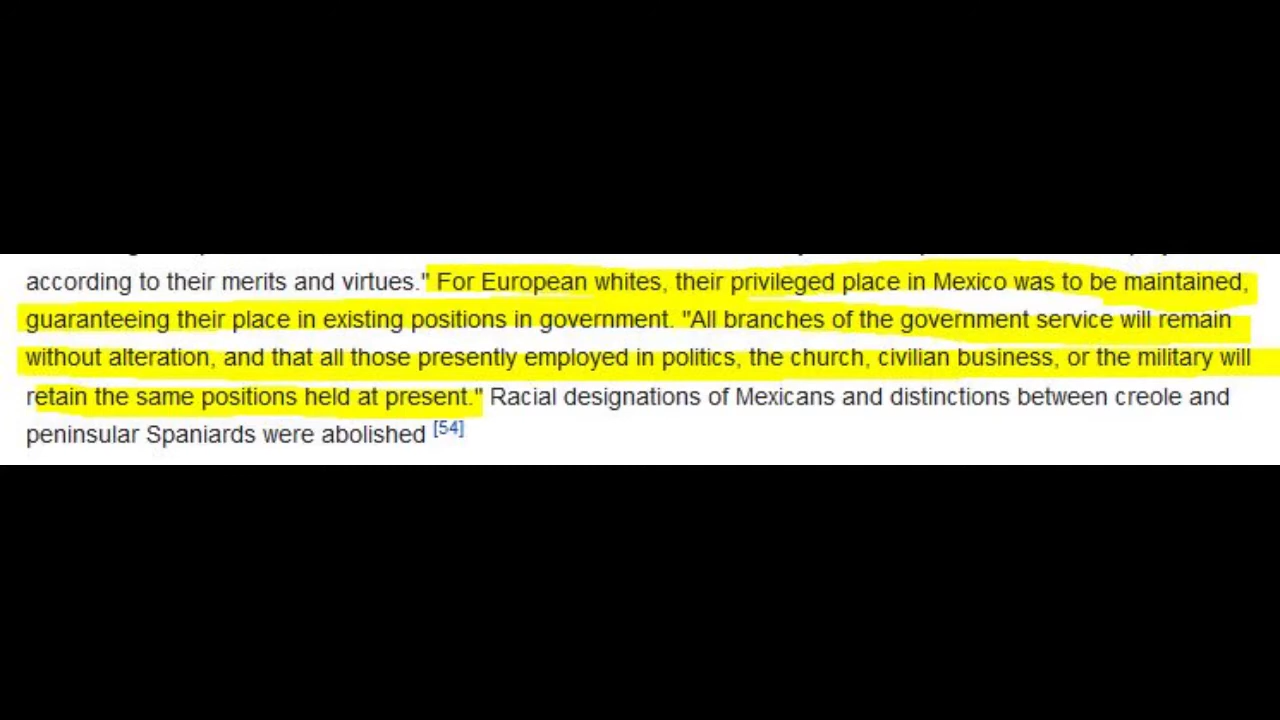 according to their merits and virtues." For European whites, their privileged place in Mexico was to be maintained,
guaranteeing their place in existing positions in government. "All branches of the government service will remain
without alteration, and that all those presently employed in politics, the church, civilian business, or the military will
retain the same positions held at present." Racial designations of Mexicans and distinctions between creole and
peninsular Spaniards were abolished [54]